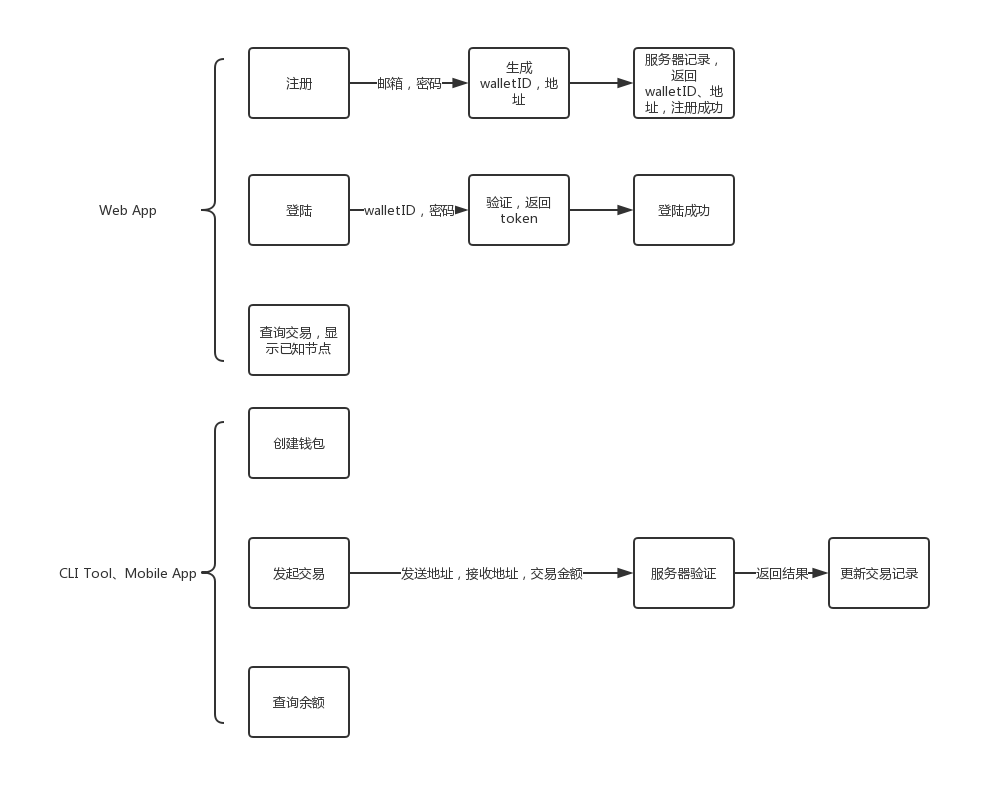 注册
邮箱，密码
生成
walletID，地
址
服务器记录，
返回
walletID、地
址，注册成功
Web App
登陆
walletID，密码
验证，返回
token
登陆成功
查询交易，显
示已知节点
创建钱包
CLI Tool、Mobile App
发起交易
发送地址，接收地址，交易金额
服务器验证
返回结果
更新交易记录
查询余额